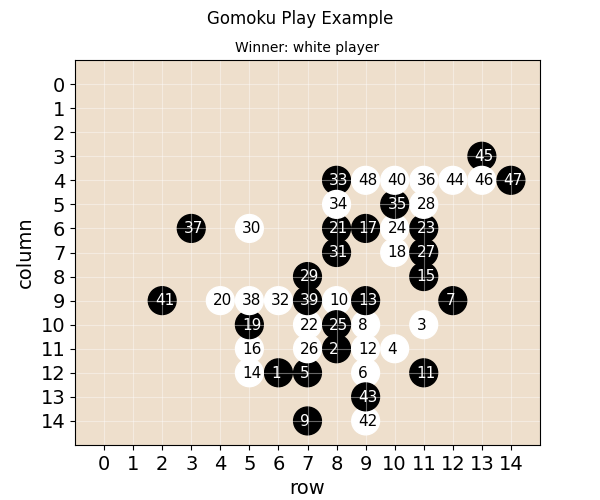 Gomoku Play Example
Winner: white player
0
1
2
3 45
4 33 48 40 36 44 46 47
5 34 35 28
6 37 30 21 17 24 23
7 31 18 27
8 29 15
9 41 20 38 32 39 10 13 7
10 19 22 25 8 3
11 16 26 2 12 4
12 14 1 5 6 11
13 43
14 9 42
column
0 1 2 3 4 5 6 7 8 9 10 11 12 13 14
row